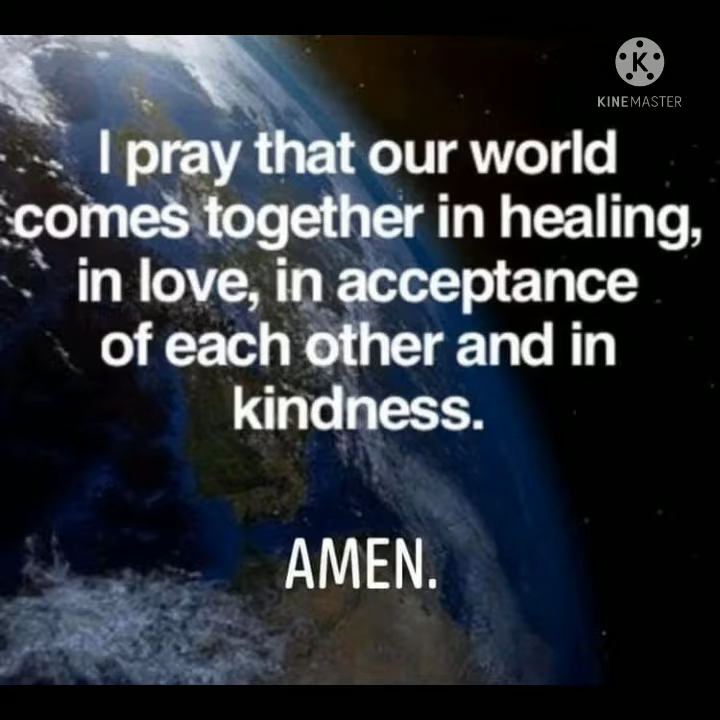 KINEMASTER
I pray that our world
comes together in healing,
in love, in acceptance
of each other and in
kindness.
AMEN.